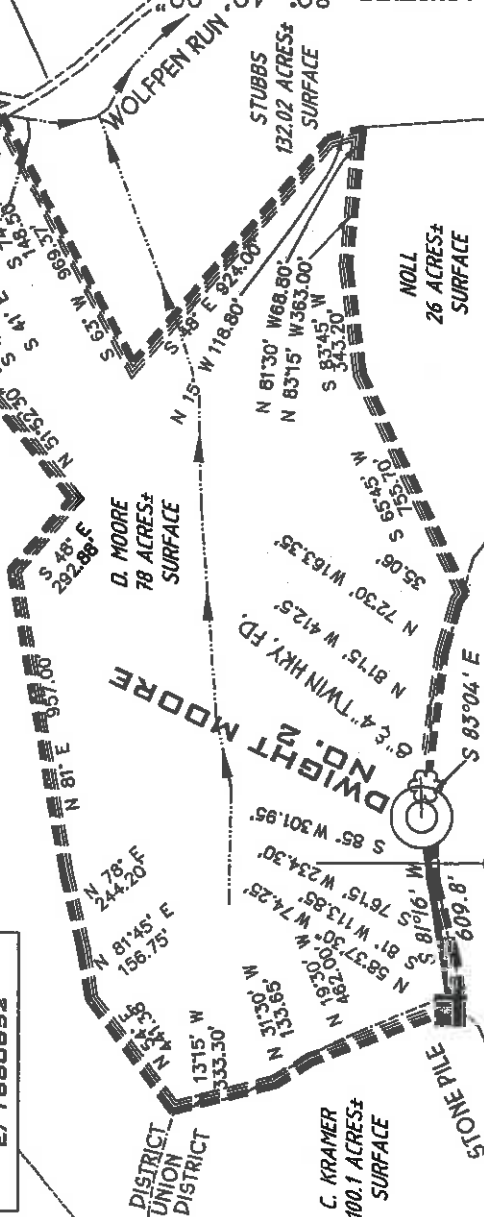 WOLFPEN RUN
STUBBS
132.02 ACRES±
SURFACE
148.50'
S 41° E
S 63° W 969.37'
N 51°52'30"
S 48° E
292.88'
S 48° E 924.00'
N 15° W 118.80'
N 81°30' W 68.80'
N 83°15' W 363.00'
S 83°45' W
343.20'
NOLL
26 ACRES±
SURFACE
D. MOORE
78 ACRES±
SURFACE
N 81° E 957.00'
N 78° E
244.20'
N 81°45' E
156.75'
N 54° E
441.38'
13°15' W
333.30'
N 31°30' W
133.65'
N 19°30' W
462.00'
N 58°37'30" W 74.25'
S 81° W 113.85'
S 76°15' W 234.30'
S 85° W 301.95'
DWIGHT MOORE
NO. 2
8" & 4" TWIN HKY. FD.
N 81°15' W 412.5'
N 72°30' W 163.35'
35.06'
S 65°45' W
755.70'
S 83°04' E
S 81°16' W
609.8'
STONE PILE
C. KRAMER
100.1 ACRES±
SURFACE
DISTRICT
UNION
DISTRICT